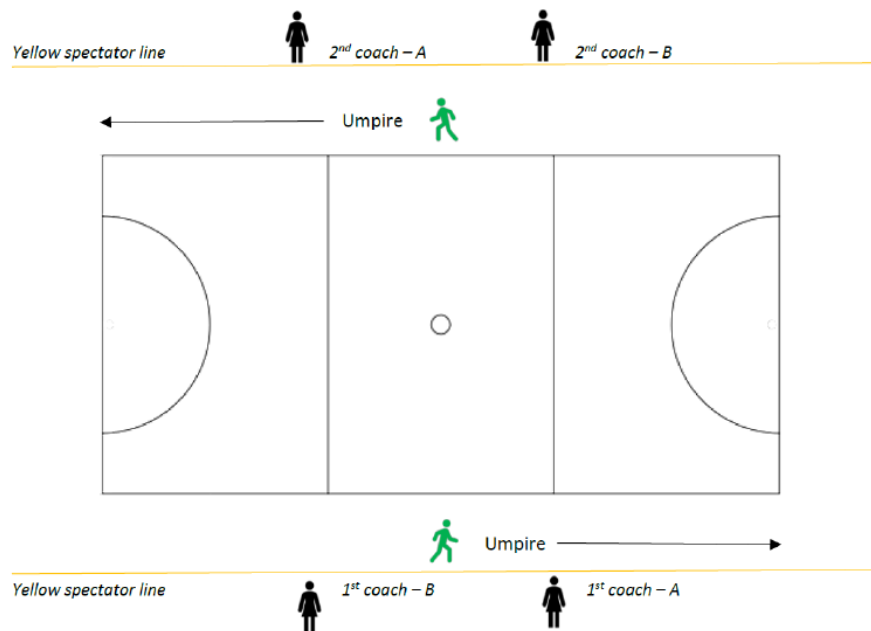 Yellow spectator line 2nd coach – A 2nd coach – B
Umpire
Umpire
Yellow spectator line 1st coach – B 1st coach – A